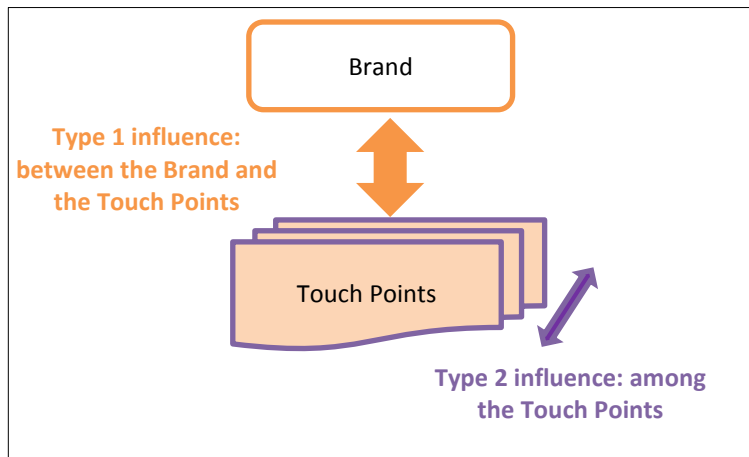 Brand
Type 1 influence:
between the Brand and
the Touch Points
Touch Points
Type 2 influence: among
the Touch Points